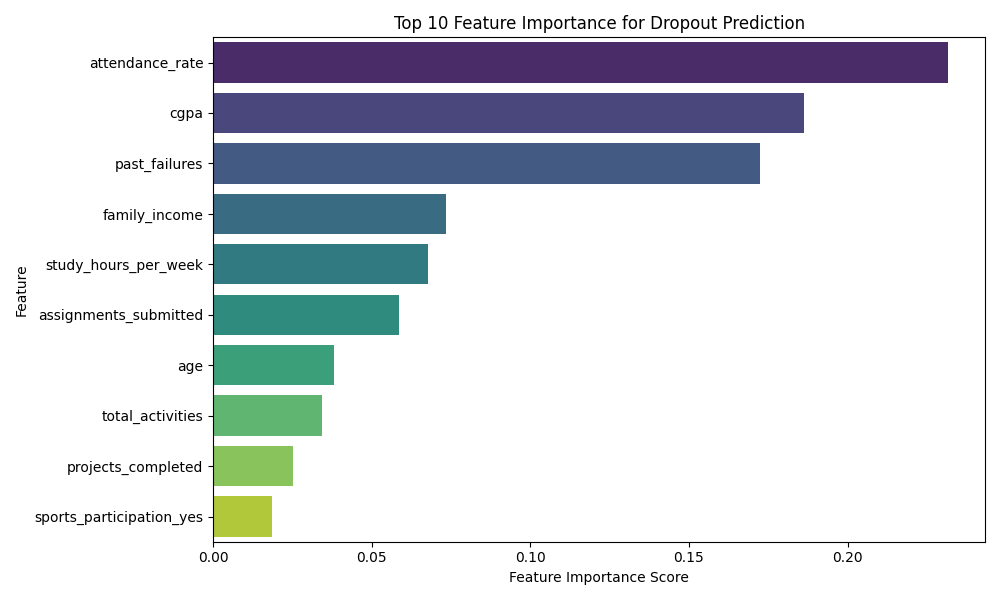 Top 10 Feature Importance for Dropout Prediction
attendance_rate
cgpa
past_failures
family_income
study_hours_per_week
assignments_submitted
age
total_activities
projects_completed
sports_participation_yes
Feature
0.00 0.05 0.10 0.15 0.20
Feature Importance Score